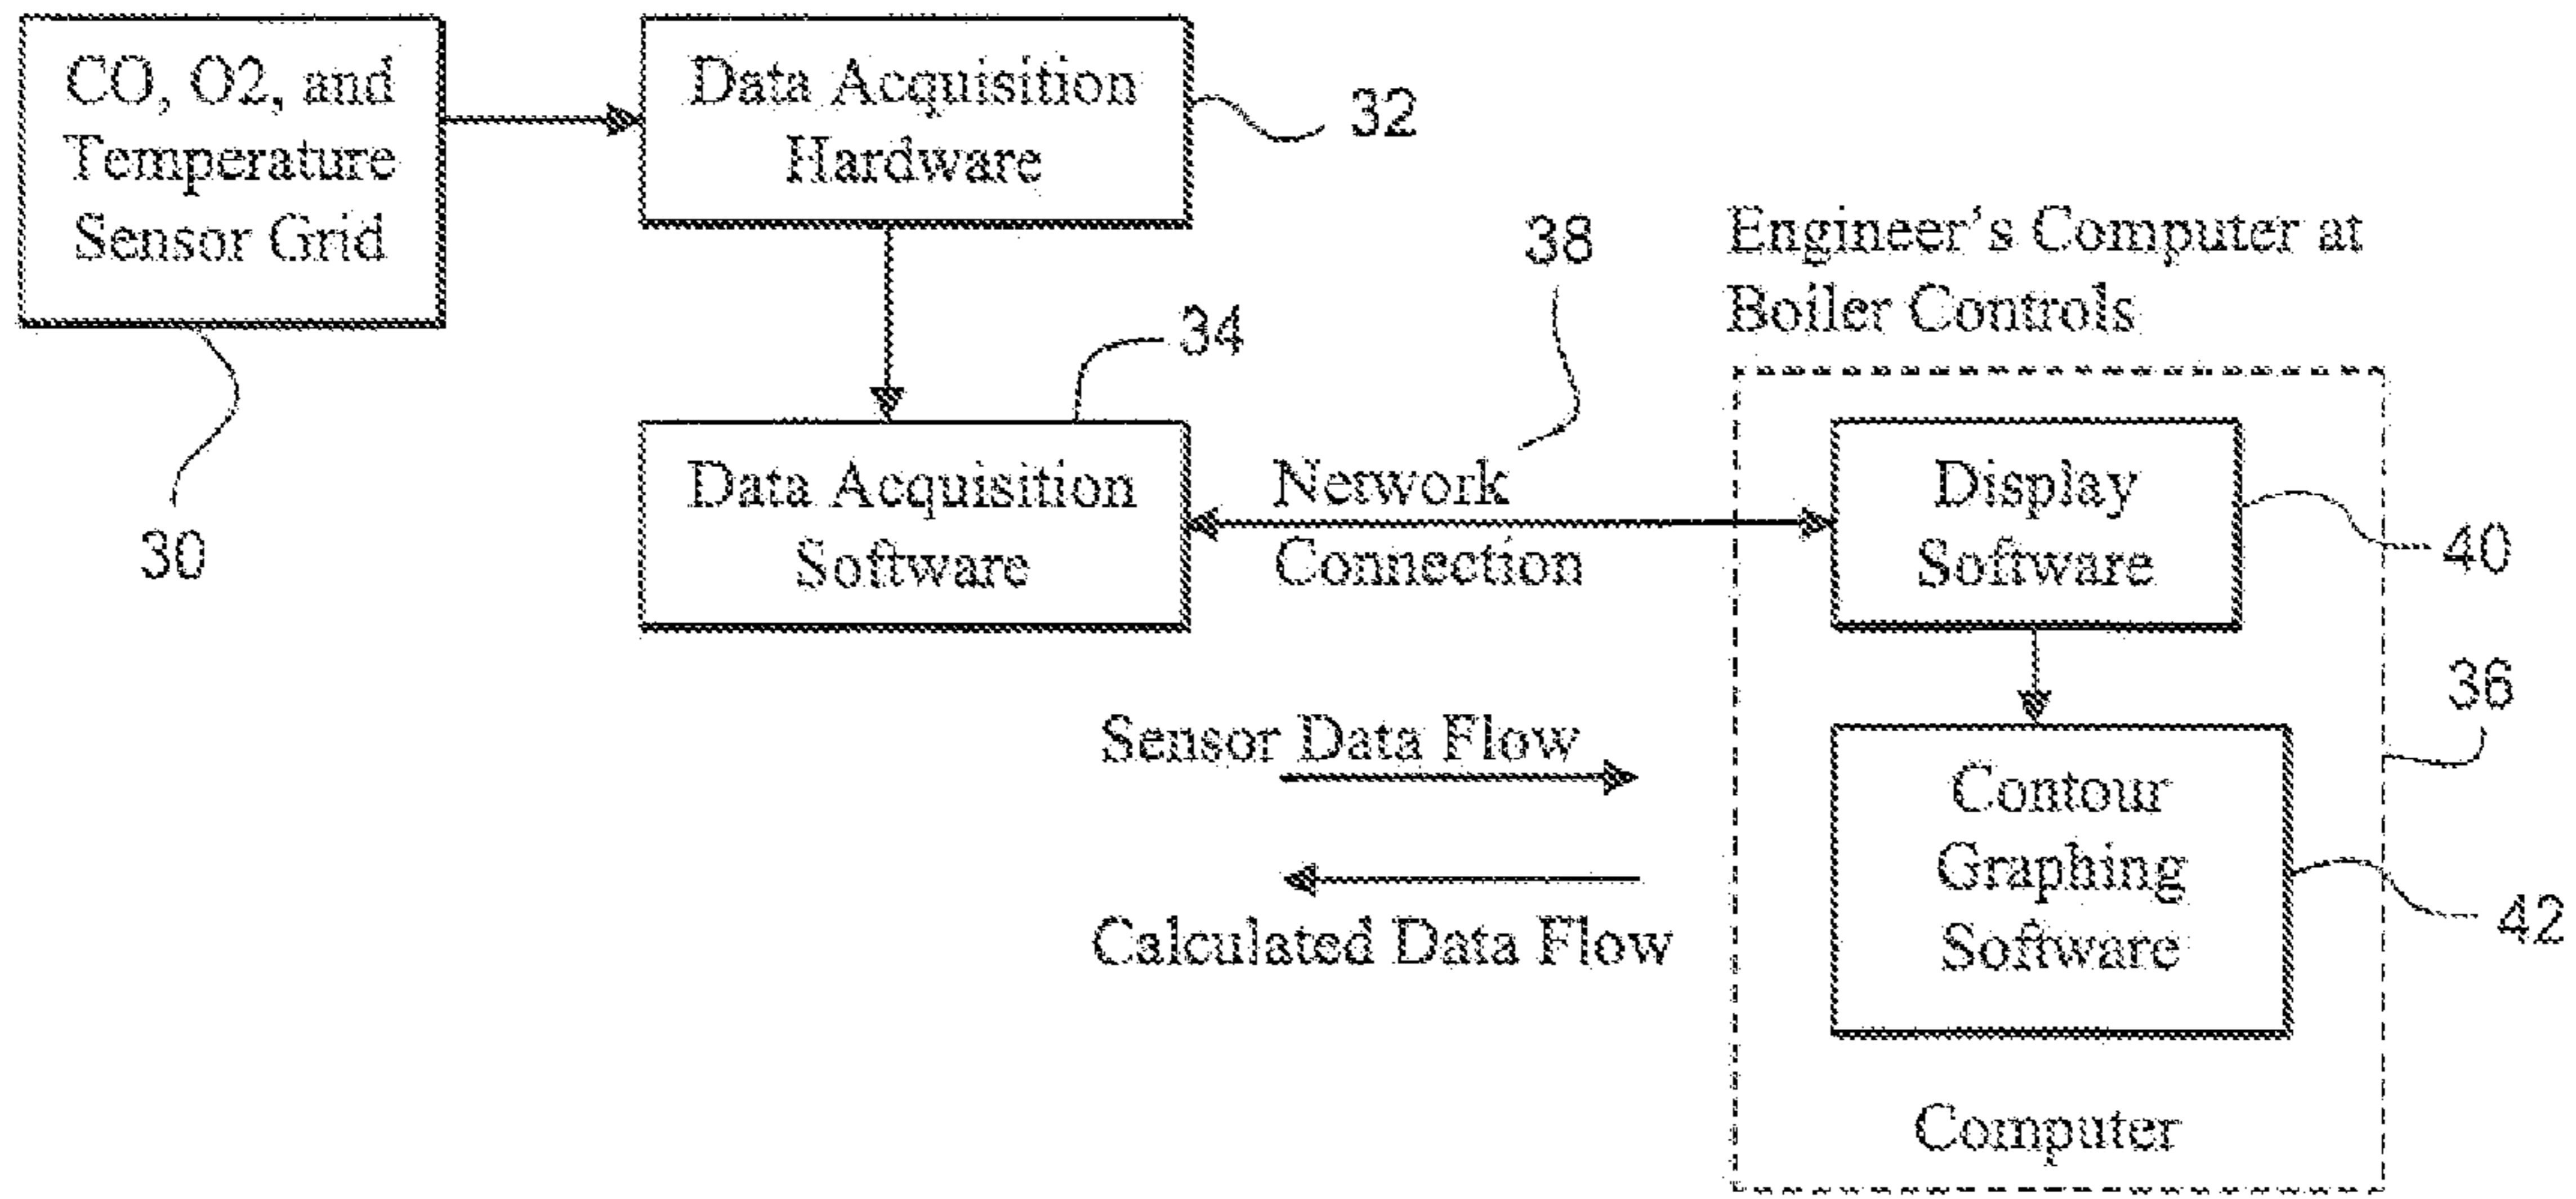 CO, O2, and
Temperature
Sensor Grid
30
Data Acquisition
Hardware
32
34
Data Acquisition
Software
38
Network
Connection
Engineer's Computer at
Boiler Controls
Display
Software
40
36
Contour
Graphing
Software
42
Computer
Sensor Data Flow
Calculated Data Flow